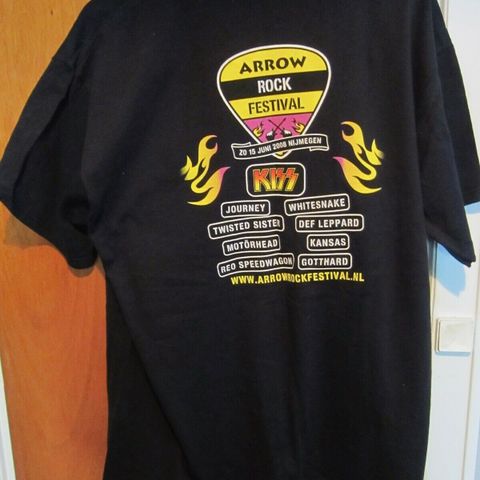 ARROW
ROCK
FESTIVAL
ZO 15 JUNI 2008 NIJMEGEN
KISS
JOURNEY WHITESNAKE
TWISTED SISTER DEF LEPPARD
MOTÖRHEAD KANSAS
REO SPEEDWAGON GOTTHARD
WWW.ARROWROCKFESTIVAL.NL